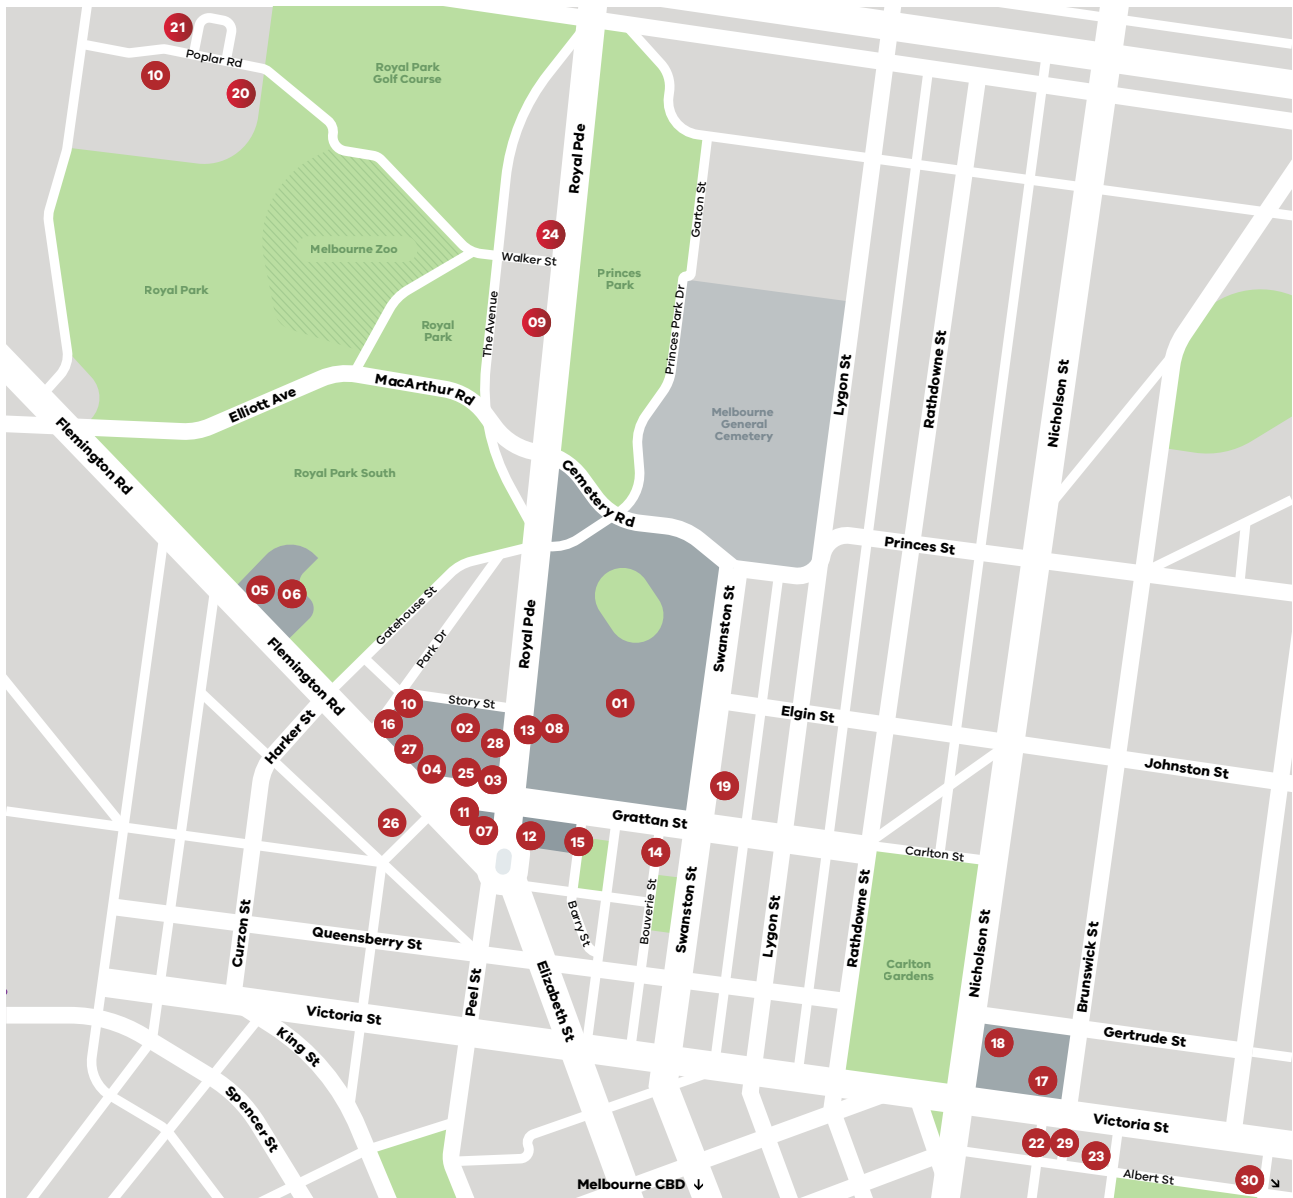 21
Poplar Rd
10
20
Royal Park
Golf Course
Royal Pde
Garton St
24
Walker St
Melbourne Zoo
Royal Park
Princes
Park
The Avenue
Royal
Park
09
Princes Park Dr
Lygon St
Rathdowne St
Nicholson St
MacArthur Rd
Elliott Ave
Melbourne
General
Cemetery
Flemington Rd
Royal Park South
Cemetery Rd
Princes St
05
06
Gatehouse St
Park Dr
Royal Pde
Swanston St
Flemington Rd
Harker St
10
Story St
01
16
02
13
08
28
27
04
25
03
Elgin St
Johnston St
19
11
07
26
12
15
Grattan St
14
Carlton St
Curzon St
Queensberry St
Barry St
Bouverie St
Swanston St
Lygon St
Rathdowne St
Carlton
Gardens
Nicholson St
Brunswick St
Peel St
Elizabeth St
Victoria St
King St
Spencer St
18
Gertrude St
17
Victoria St
22
29
23
Albert St
30
Melbourne CBD ↓